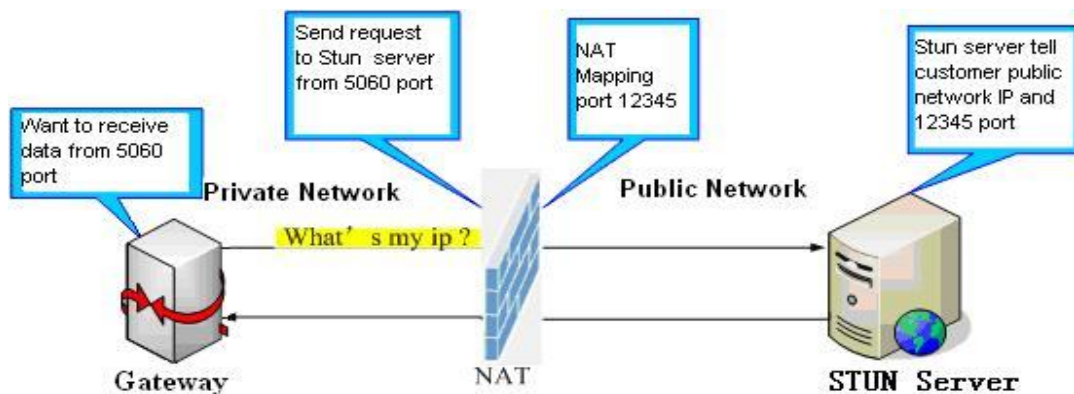 Send request
to Stun server
from 5060 port
NAT
Mapping
port 12345
Stun server tell
customer public
network IP and
12345 port
Want to receive
data from 5060
port
Private Network
Public Network
What's my ip ?
Gateway
NAT
STUN Server